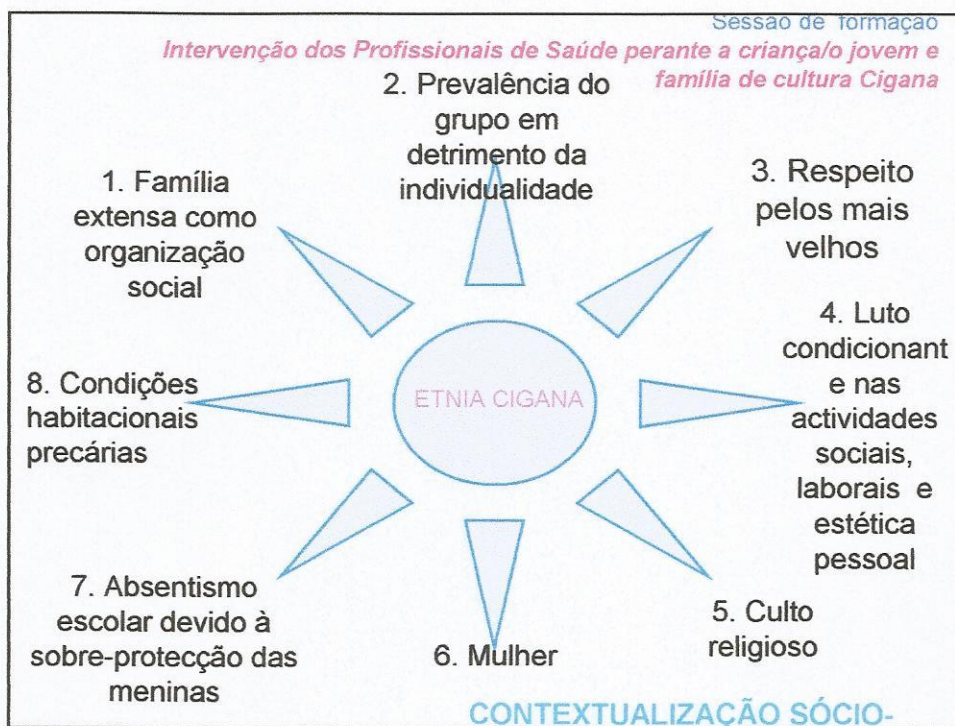 Sessão de formação
Intervenção dos Profissionais de Saúde perante a criança/o jovem e
família de cultura Cigana
2. Prevalência do
grupo em
detrimento da
individualidade
1. Família
extensa como
organização
social
3. Respeito
pelos mais
velhos
4. Luto
condicionant
e nas
actividades
sociais,
laborais e
estética
pessoal
8. Condições
habitacionais
precárias
ETNIA CIGANA
7. Absentismo
escolar devido à
sobre-protecção das
meninas
6. Mulher
5. Culto
religioso
CONTEXTUALIZAÇÃO SÓCIO-